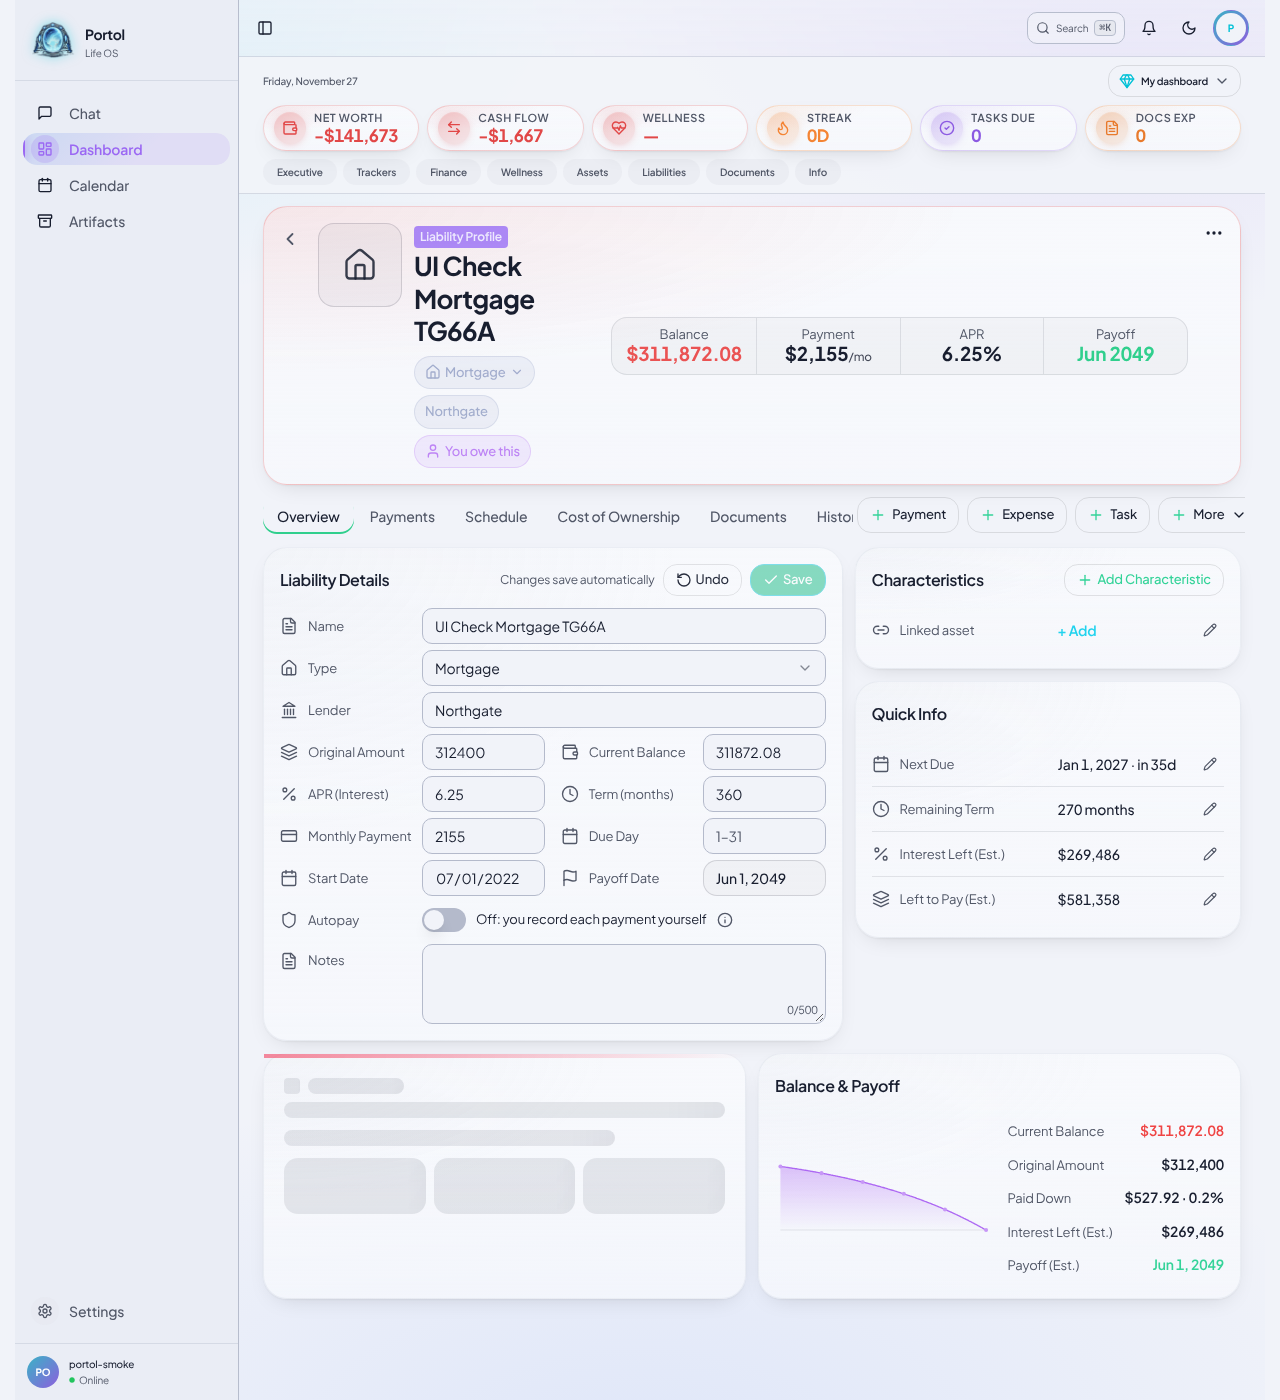 Portol
Life OS
Chat
Dashboard
Calendar
Artifacts
Settings
PO
portol-smoke
Online
Search ⌘K
P
Friday, November 27
My dashboard
NET WORTH
-$141,673
CASH FLOW
-$1,667
WELLNESS
—
STREAK
0D
TASKS DUE
0
DOCS EXP
0
Executive
Trackers
Finance
Wellness
Assets
Liabilities
Documents
Info
Liability Profile
UI Check
Mortgage
TG66A
Mortgage
Northgate
You owe this
Balance
$311,872.08
Payment
$2,155/mo
APR
6.25%
Payoff
Jun 2049
Overview
Payments
Schedule
Cost of Ownership
Documents
Histor
+ Payment
+ Expense
+ Task
+ More
Liability Details
Changes save automatically
Undo
Save
Name
UI Check Mortgage TG66A
Type
Mortgage
Lender
Northgate
Original Amount
312400
Current Balance
311872.08
APR (Interest)
6.25
Term (months)
360
Monthly Payment
2155
Due Day
1–31
Start Date
07/01/2022
Payoff Date
Jun 1, 2049
Autopay
Off: you record each payment yourself
Notes
0/500
Characteristics
+ Add Characteristic
Linked asset
+ Add
Quick Info
Next Due
Jan 1, 2027 · in 35d
Remaining Term
270 months
Interest Left (Est.)
$269,486
Left to Pay (Est.)
$581,358
Balance & Payoff
Current Balance
$311,872.08
Original Amount
$312,400
Paid Down
$527.92 · 0.2%
Interest Left (Est.)
$269,486
Payoff (Est.)
Jun 1, 2049